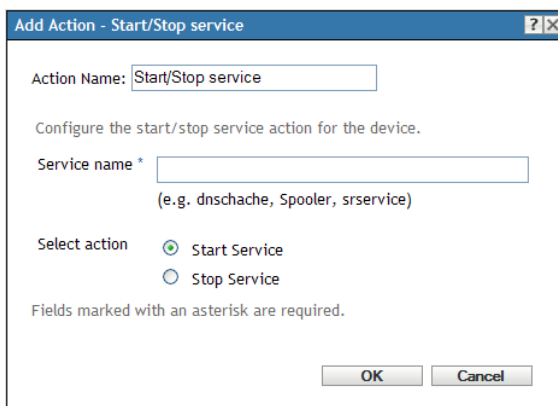 Add Action - Start/Stop service
? X
Action Name: Start/Stop service
Configure the start/stop service action for the device.
Service name *
(e.g. dnschache, Spooler, srservice)
Select action
Start Service
Stop Service
Fields marked with an asterisk are required.
OK Cancel